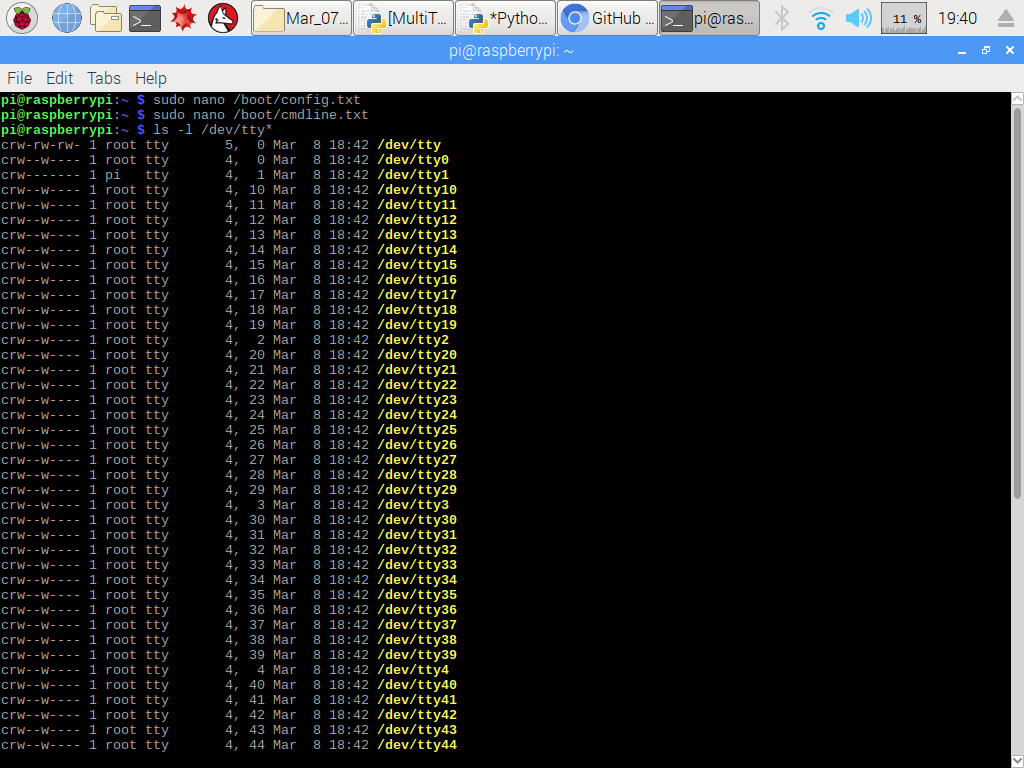 Mar_07... [MultiT... *Pytho... GitHub ... pi@ras... 11 % 19:40
pi@raspberrypi: ~
File Edit Tabs Help
pi@raspberrypi:~ $ sudo nano /boot/config.txt
pi@raspberrypi:~ $ sudo nano /boot/cmdline.txt
pi@raspberrypi:~ $ ls -l /dev/tty*
crw-rw-rw- 1 root tty       5,  0 Mar  8 18:42 /dev/tty
crw--w---- 1 root tty       4,  0 Mar  8 18:42 /dev/tty0
crw------- 1 pi   tty       4,  1 Mar  8 18:42 /dev/tty1
crw--w---- 1 root tty       4, 10 Mar  8 18:42 /dev/tty10
crw--w---- 1 root tty       4, 11 Mar  8 18:42 /dev/tty11
crw--w---- 1 root tty       4, 12 Mar  8 18:42 /dev/tty12
crw--w---- 1 root tty       4, 13 Mar  8 18:42 /dev/tty13
crw--w---- 1 root tty       4, 14 Mar  8 18:42 /dev/tty14
crw--w---- 1 root tty       4, 15 Mar  8 18:42 /dev/tty15
crw--w---- 1 root tty       4, 16 Mar  8 18:42 /dev/tty16
crw--w---- 1 root tty       4, 17 Mar  8 18:42 /dev/tty17
crw--w---- 1 root tty       4, 18 Mar  8 18:42 /dev/tty18
crw--w---- 1 root tty       4, 19 Mar  8 18:42 /dev/tty19
crw--w---- 1 root tty       4,  2 Mar  8 18:42 /dev/tty2
crw--w---- 1 root tty       4, 20 Mar  8 18:42 /dev/tty20
crw--w---- 1 root tty       4, 21 Mar  8 18:42 /dev/tty21
crw--w---- 1 root tty       4, 22 Mar  8 18:42 /dev/tty22
crw--w---- 1 root tty       4, 23 Mar  8 18:42 /dev/tty23
crw--w---- 1 root tty       4, 24 Mar  8 18:42 /dev/tty24
crw--w---- 1 root tty       4, 25 Mar  8 18:42 /dev/tty25
crw--w---- 1 root tty       4, 26 Mar  8 18:42 /dev/tty26
crw--w---- 1 root tty       4, 27 Mar  8 18:42 /dev/tty27
crw--w---- 1 root tty       4, 28 Mar  8 18:42 /dev/tty28
crw--w---- 1 root tty       4, 29 Mar  8 18:42 /dev/tty29
crw--w---- 1 root tty       4,  3 Mar  8 18:42 /dev/tty3
crw--w---- 1 root tty       4, 30 Mar  8 18:42 /dev/tty30
crw--w---- 1 root tty       4, 31 Mar  8 18:42 /dev/tty31
crw--w---- 1 root tty       4, 32 Mar  8 18:42 /dev/tty32
crw--w---- 1 root tty       4, 33 Mar  8 18:42 /dev/tty33
crw--w---- 1 root tty       4, 34 Mar  8 18:42 /dev/tty34
crw--w---- 1 root tty       4, 35 Mar  8 18:42 /dev/tty35
crw--w---- 1 root tty       4, 36 Mar  8 18:42 /dev/tty36
crw--w---- 1 root tty       4, 37 Mar  8 18:42 /dev/tty37
crw--w---- 1 root tty       4, 38 Mar  8 18:42 /dev/tty38
crw--w---- 1 root tty       4, 39 Mar  8 18:42 /dev/tty39
crw--w---- 1 root tty       4,  4 Mar  8 18:42 /dev/tty4
crw--w---- 1 root tty       4, 40 Mar  8 18:42 /dev/tty40
crw--w---- 1 root tty       4, 41 Mar  8 18:42 /dev/tty41
crw--w---- 1 root tty       4, 42 Mar  8 18:42 /dev/tty42
crw--w---- 1 root tty       4, 43 Mar  8 18:42 /dev/tty43
crw--w---- 1 root tty       4, 44 Mar  8 18:42 /dev/tty44